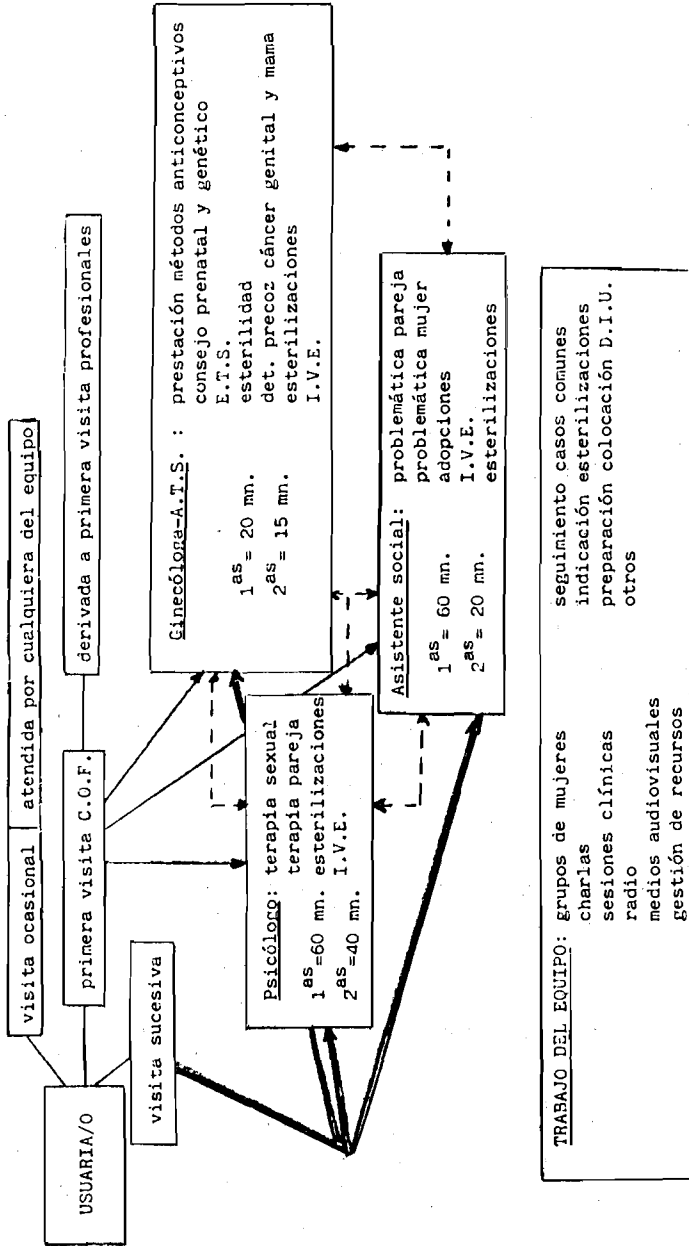 USUARIA/O
visita ocasional
atendida por cualquiera del equipo
primera visita C.O.F.
derivada a primera visita profesionales
visita sucesiva
Psicólogo: terapia sexual
terapia pareja
1as=60 mn. esterilizaciones
2as=40 mn. I.V.E.
Ginecóloga-A.T.S. : prestación métodos anticonceptivos
consejo prenatal y genético
E.T.S.
1as= 20 mn. esterilidad
2as= 15 mn. det. precoz cáncer genital y mama
esterilizaciones
I.V.E.
Asistente social: problemática pareja
problemática mujer
1as= 60 mn. adopciones
2as= 20 mn. I.V.E.
esterilizaciones
TRABAJO DEL EQUIPO: grupos de mujeres seguimiento casos comunes
charlas indicación esterilizaciones
sesiones clínicas preparación colocación D.I.U.
radio otros
medios audiovisuales
gestión de recursos